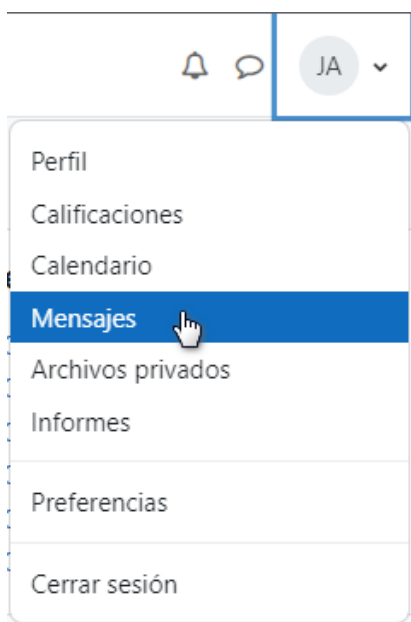 JA
Perfil
Calificaciones
Calendario
Mensajes
Archivos privados
Informes
Preferencias
Cerrar sesión